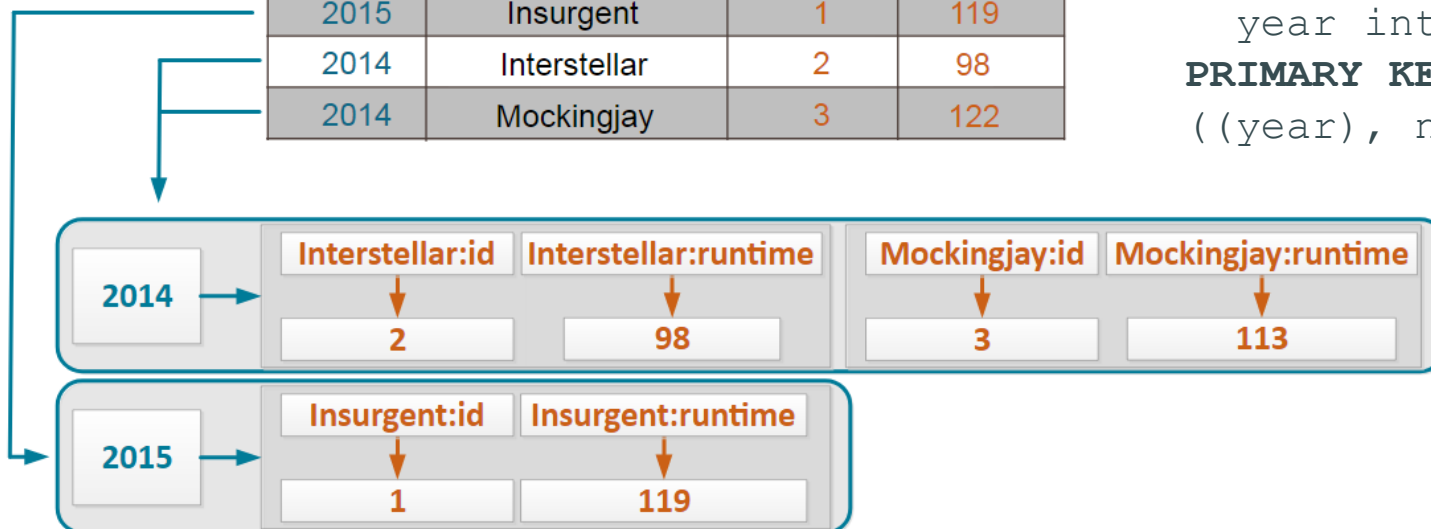 2015 Insurgent 1 119
2014 Interstellar 2 98
2014 Mockingjay 3 122
year int
PRIMARY KE
((year), n
2014
Interstellar:id Interstellar:runtime Mockingjay:id Mockingjay:runtime
2 98 3 113
2015
Insurgent:id Insurgent:runtime
1 119